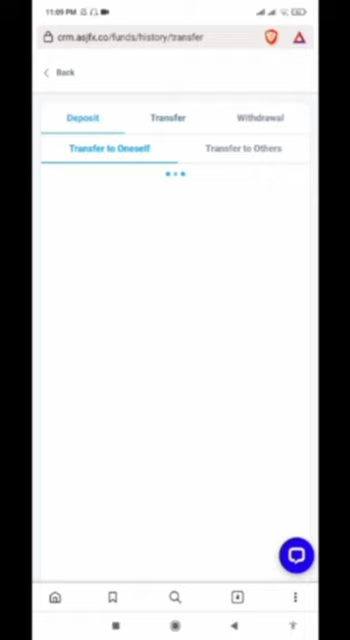 11:09 PM
crm.asjfx.co/funds/history/transfer
Back
Deposit Transfer Withdrawal
Transfer to Oneself Transfer to Others